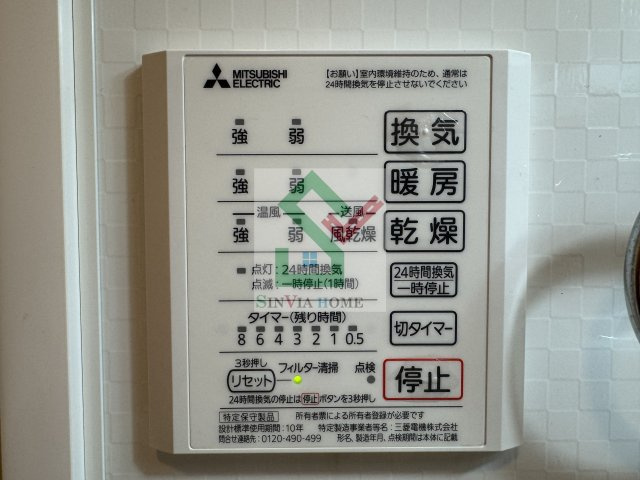 MITSUBISHI
ELECTRIC
【お願い】室内環境維持のため、通常は
24時間換気を停止させないでください
強 弱 換気
強 弱 暖房
温風 送風
強 弱 風乾燥 乾燥
点灯:24時間換気
点滅:一時停止(1時間)
24時間換気
一時停止
SINVIA HOME
タイマー(残り時間)
8 6 4 3 2 1 0.5
切タイマー
3秒押し
リセット フィルター清掃 点検
停止
24時間換気の停止は停止ボタンを3秒押し
特定保守製品 所有者票による所有者登録が必要です
設計標準使用期間:10年 特定製造事業者等名:三菱電機株式会社
問合せ連絡先:0120-490-499 形名、製造年月、点検期間は本体に記載